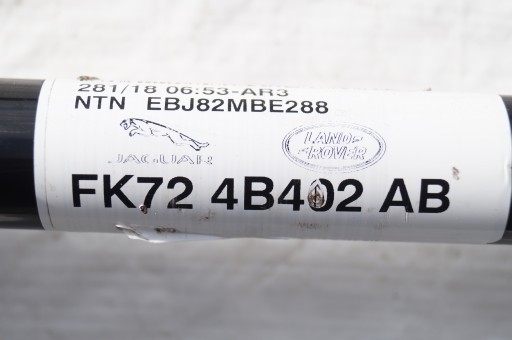 281/18 06:53-AR3
NTN EBJ82MBE288
JAGUAR
LAND-
ROVER
FK72 4B402 AB